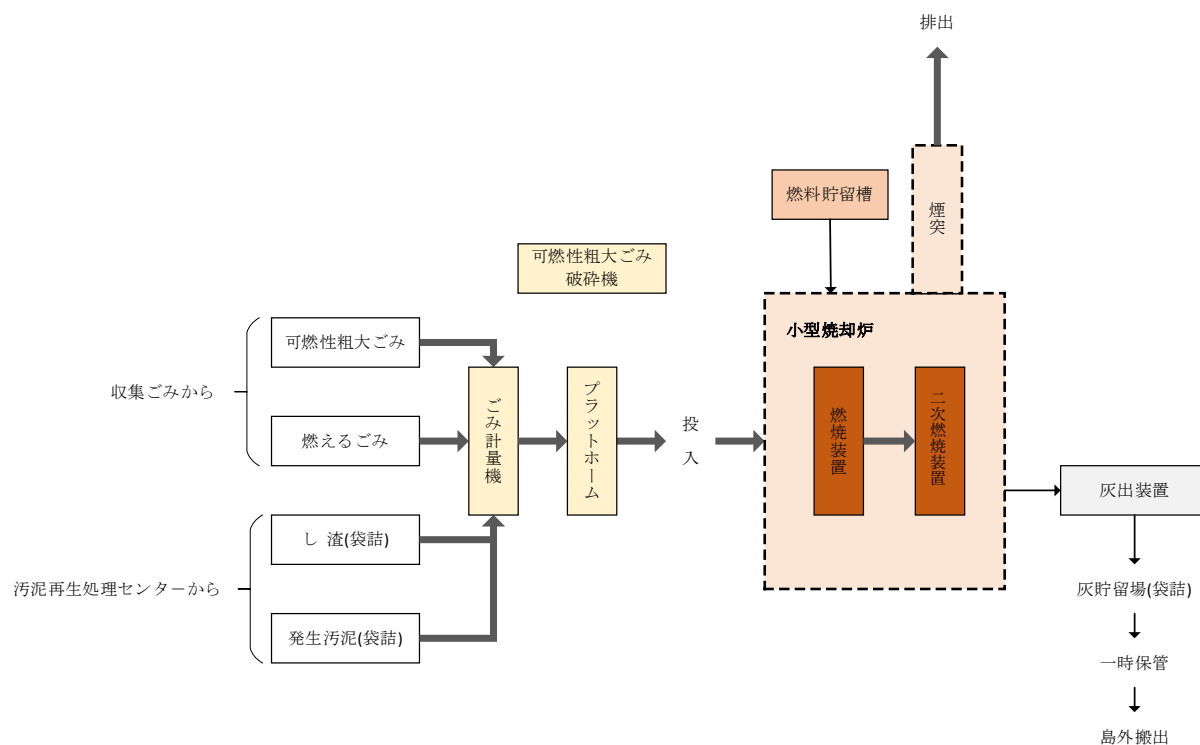 排出
燃料貯留槽
煙突
可燃性粗大ごみ
破砕機
小型焼却炉
可燃性粗大ごみ
収集ごみから
燃えるごみ
ごみ計量機
プラットホーム
投
入
燃焼装置
二次燃焼装置
灰出装置
し 渣(袋詰)
汚泥再生処理センターから
発生汚泥(袋詰)
灰貯留場(袋詰)
一時保管
島外搬出